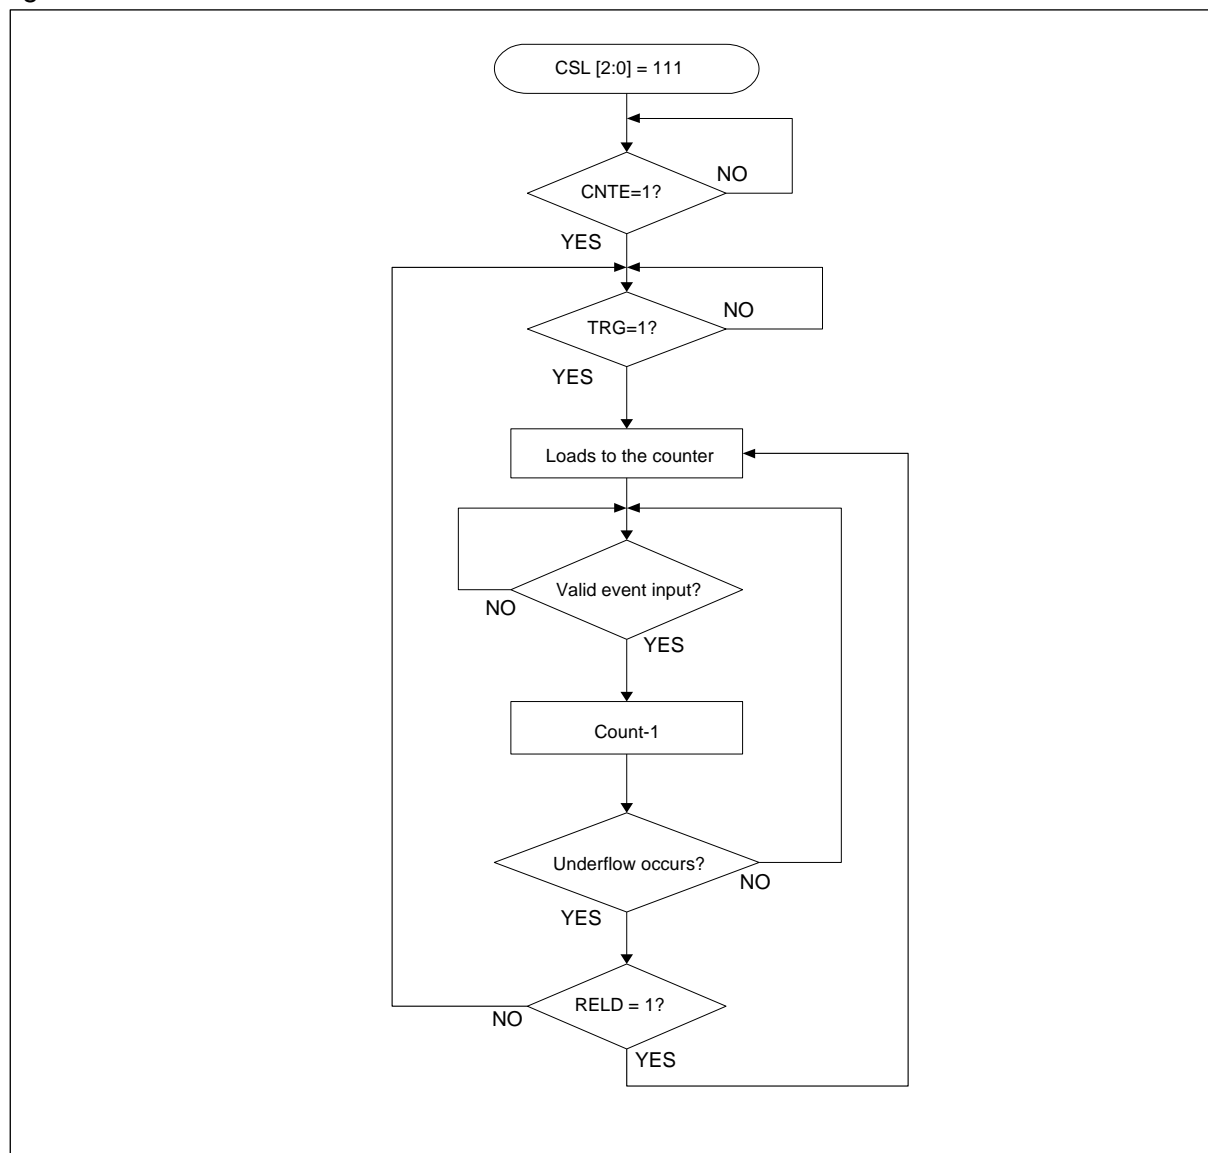 CSL [2:0] = 111
CNTE=1?
NO
YES
TRG=1?
NO
YES
Loads to the counter
Valid event input?
NO
YES
Count-1
Underflow occurs?
NO
YES
RELD = 1?
NO
YES